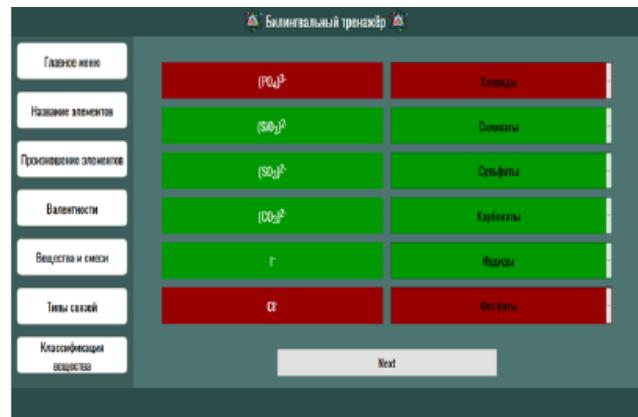 Билингвальный тренажёр
Главное меню
Название элементов
Произношение элементов
Валентности
Вещества и смеси
Типы связей
Классификация
вещества
(PO₄)³⁻ Хлориды
(SiO₃)²⁻ Силикаты
(SO₃)²⁻ Сульфиты
(CO₃)²⁻ Карбонаты
I⁻ Иодиды
Cl⁻ Фосфаты
Next